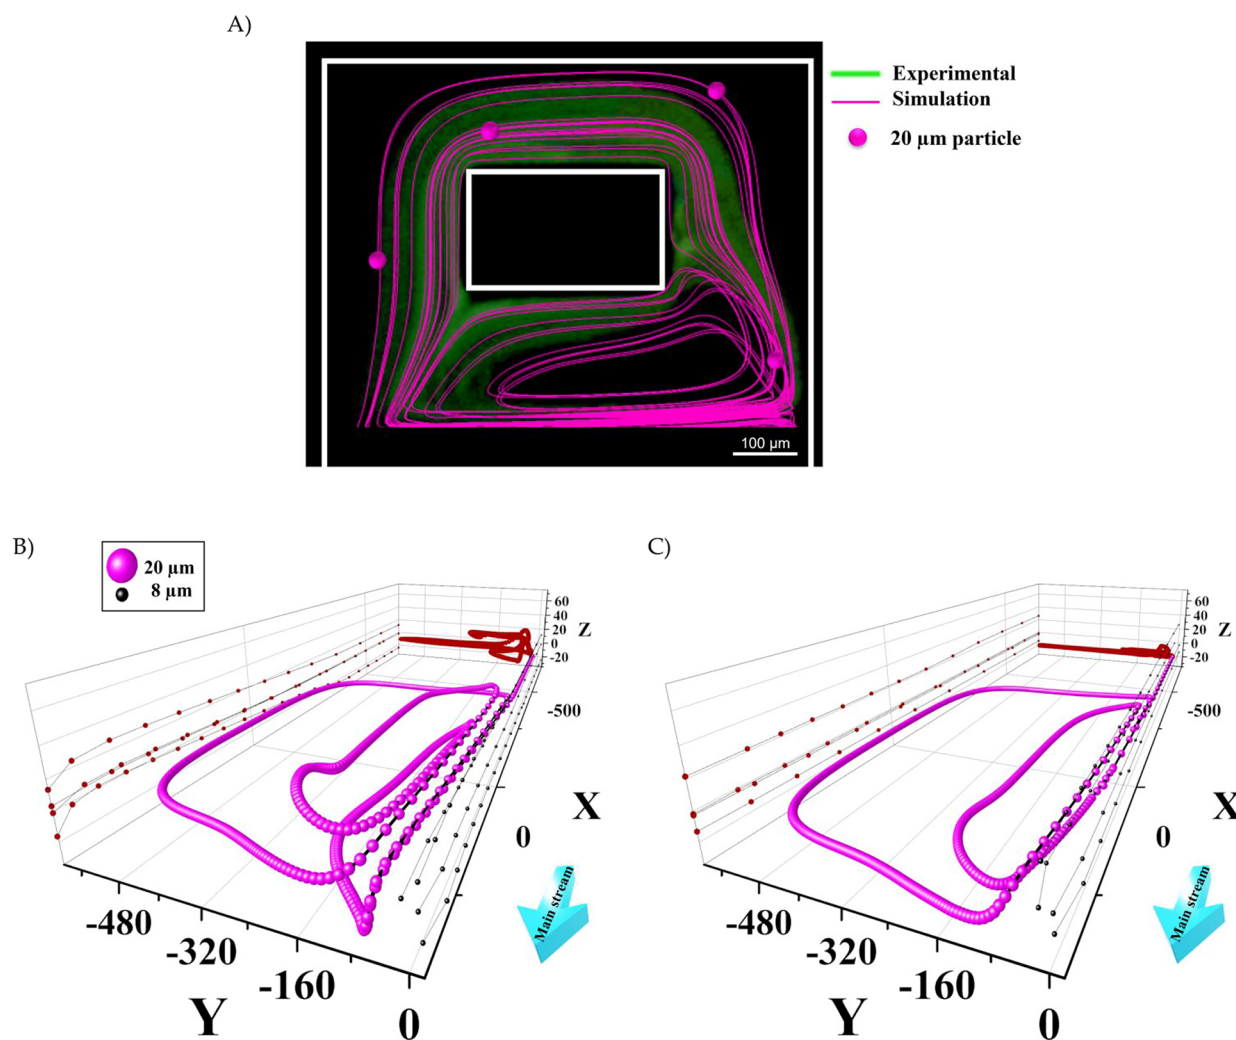 A)
Experimental
Simulation
20 µm particle
100 µm
B)
C)
20 µm
8 µm
60
40
20
0
-20
Z
-500
X
0
Main stream
-480
-320
-160
0
Y
60
40
20
0
-20
Z
-500
X
0
Main stream
-480
-320
-160
0
Y